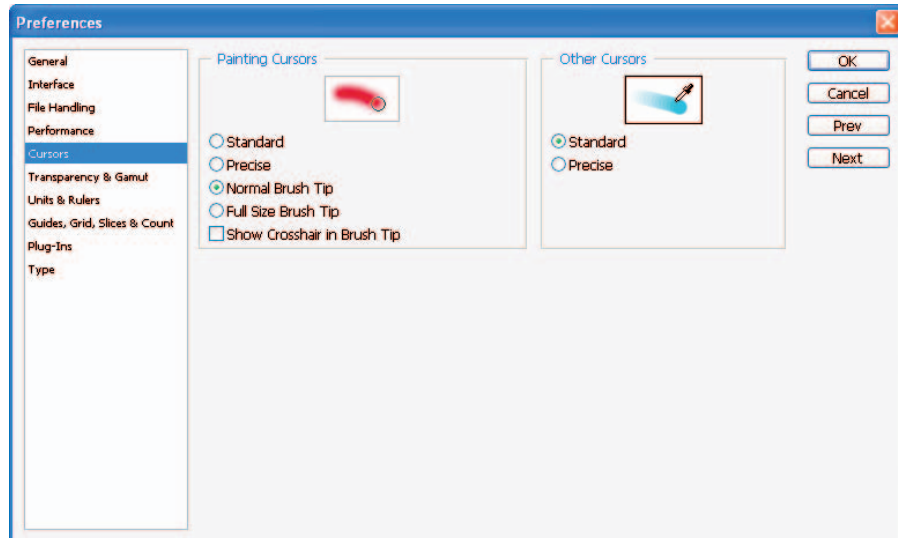 Preferences
General
Interface
File Handling
Performance
Cursors
Transparency & Gamut
Units & Rulers
Guides, Grid, Slices & Count
Plug-Ins
Type
Painting Cursors
Standard
Precise
Normal Brush Tip
Full Size Brush Tip
Show Crosshair in Brush Tip
Other Cursors
Standard
Precise
OK
Cancel
Prev
Next